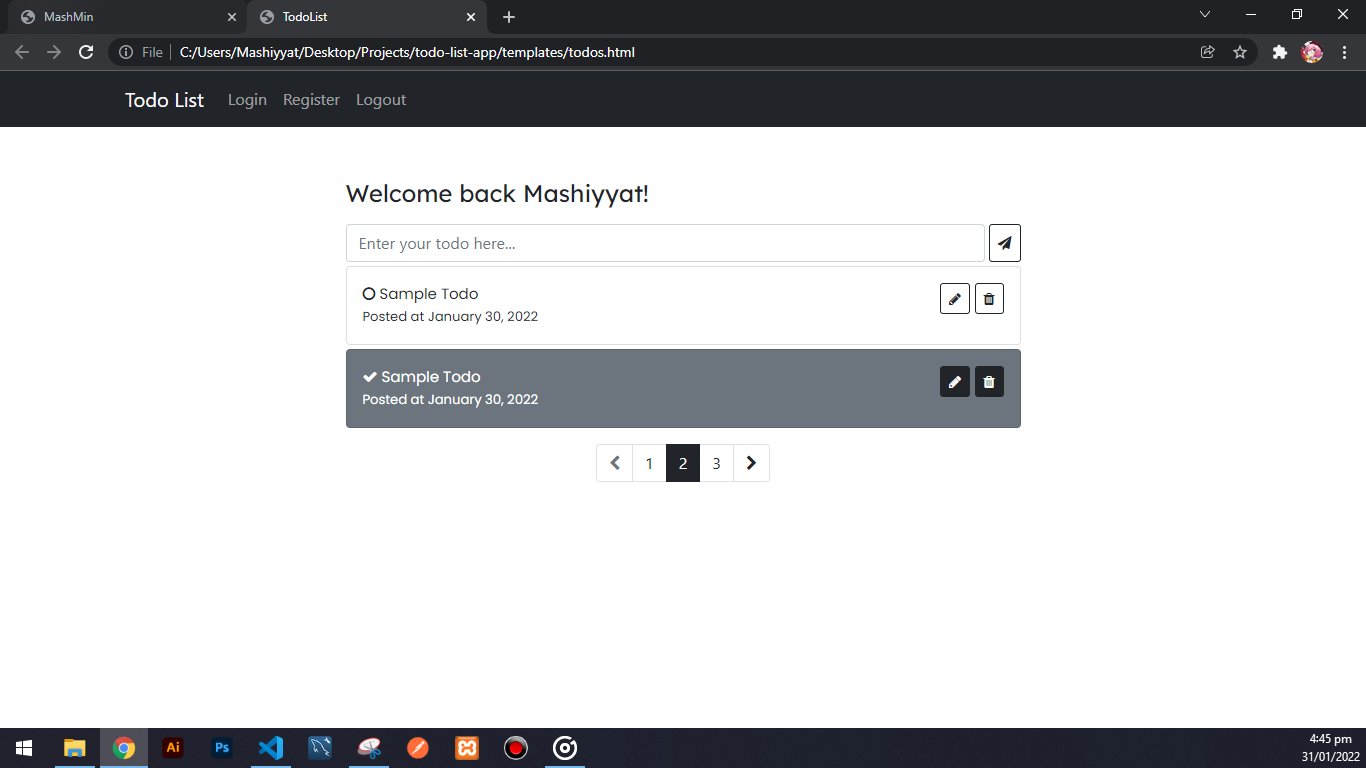 MashMin
TodoList
File
C:/Users/Mashiyyat/Desktop/Projects/todo-list-app/templates/todos.html
Todo List Login Register Logout
Welcome back Mashiyyat!
Enter your todo here...
Sample Todo
Posted at January 30, 2022
Sample Todo
Posted at January 30, 2022
1 2 3
Ai Ps
4:45 pm
31/01/2022